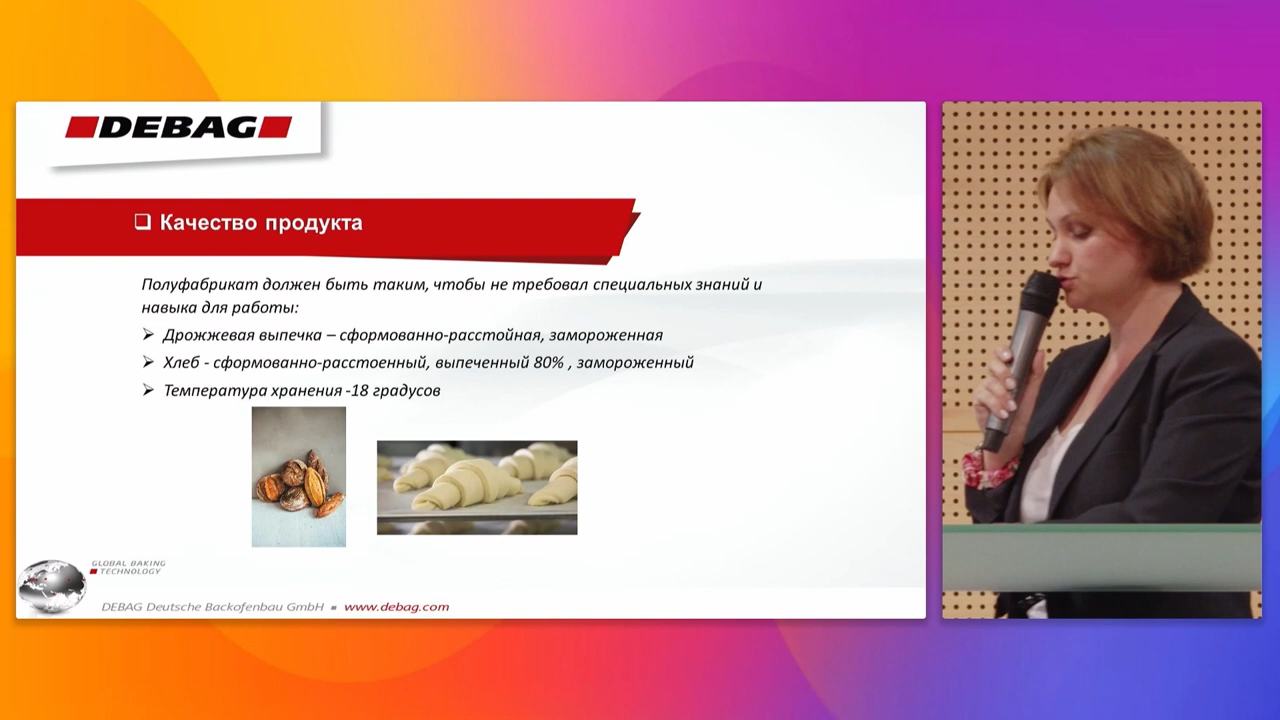 DEBAG
Качество продукта
Полуфабрикат должен быть таким, чтобы не требовал специальных знаний и
навыка для работы:
Дрожжевая выпечка – сформованно-расстойная, замороженная
Хлеб - сформованно-расстоенный, выпеченный 80% , замороженный
Температура хранения -18 градусов
GLOBAL BAKING
TECHNOLOGY
DEBAG Deutsche Backofenbau GmbH ▪ www.debag.com